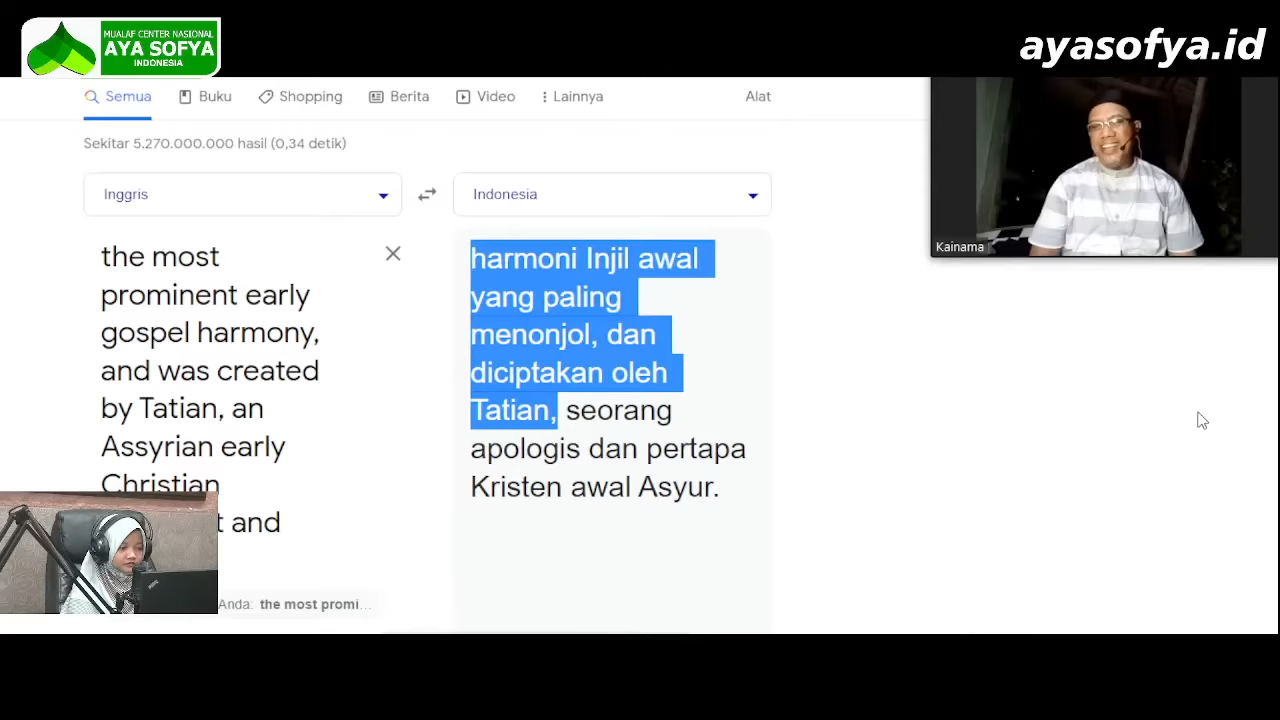 MUALAF CENTER NASIONAL
AYA SOFYA
INDONESIA
ayasofya.id
Semua
Buku
Shopping
Berita
Video
Lainnya
Alat
Sekitar 5.270.000.000 hasil (0,34 detik)
Inggris
Indonesia
the most
prominent early
gospel harmony,
and was created
by Tatian, an
Assyrian early
Christian
and
harmoni Injil awal
yang paling
menonjol, dan
diciptakan oleh
Tatian, seorang
apologis dan pertapa
Kristen awal Asyur.
Anda: the most promi...
Kainama